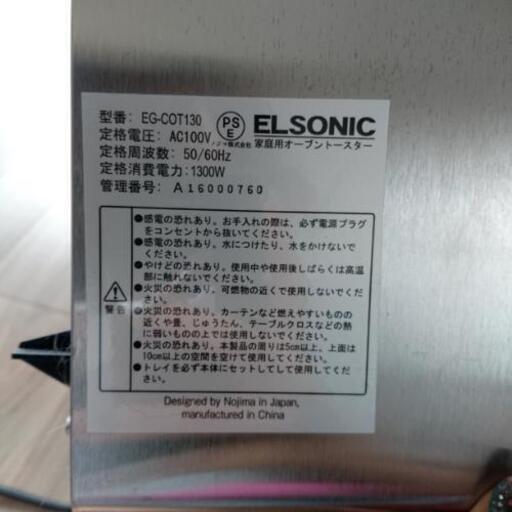 型番: EG-COT130
PS
E
ELSONIC
定格電圧: AC100V
ノジマ株式会社
家庭用オーブントースター
定格周波数: 50/60Hz
定格消費電力: 1300W
管理番号: A16000760
警告
●感電の恐れあり。お手入れの際は、必ず電源プラグ
をコンセントから抜いてください。
●感電の恐れあり。水につけたり、水をかけないで
ください。
●やけどの恐れあり。使用中や使用後しばらくは高温
部に触れないでください。
●火災の恐れあり。可燃物の近くで使用しないでください。
●火災の恐れあり。カーテンなど燃えやすいものの
近くや畳、じゅうたん、テーブルクロスなどの熱
に弱いものの上では使用しないでください。
●火災の恐れあり。本製品の周りは5cm以上、上面は
10cm以上の空間を空けて使用してください。
●トレイを必ず本体にセットしてして使用してください
Designed by Nojima in Japan,
manufactured in China